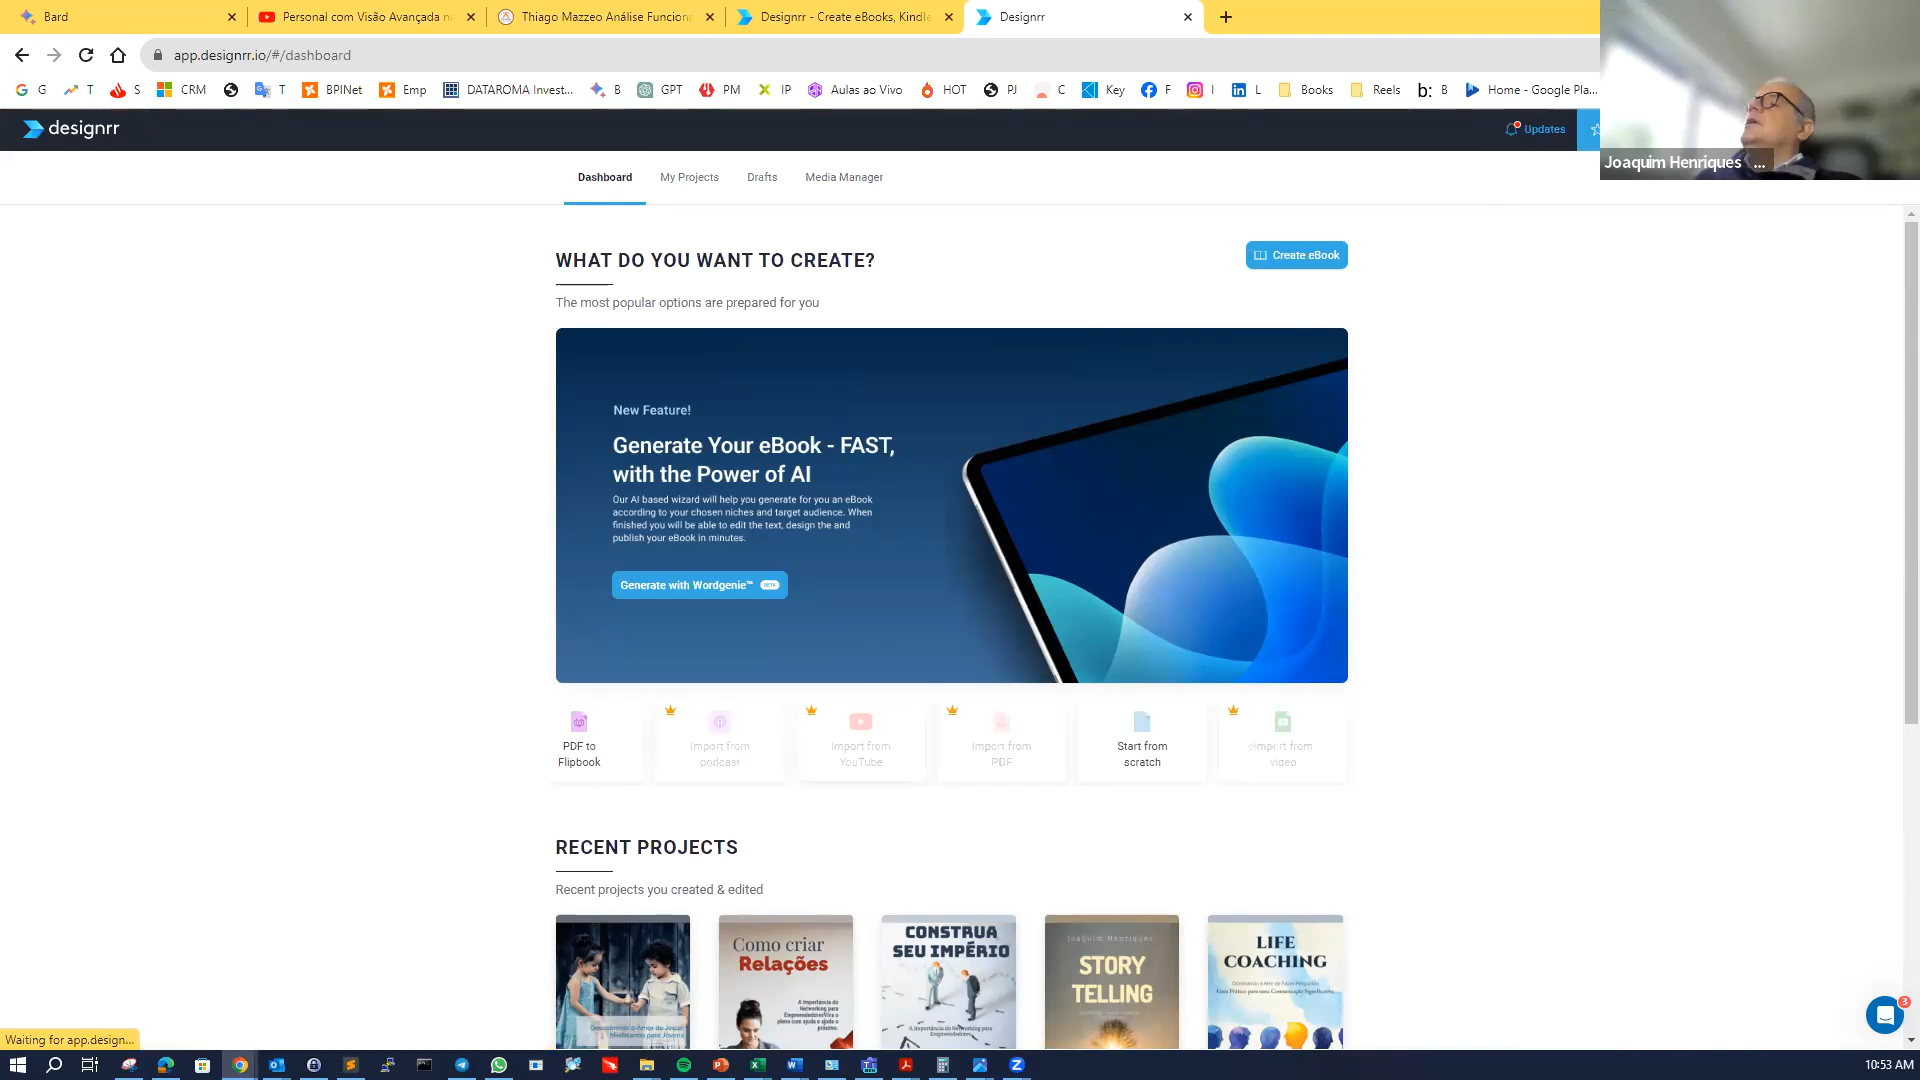 Bard
Personal com Visão Avançada n
Thiago Mazzeo Análise Funciona
Designrr - Create eBooks, Kindle
Designrr
app.designrr.io/#/dashboard
G
T
S
CRM
T
BPINet
Emp
DATAROMA Invest...
B
GPT
PM
IP
Aulas ao Vivo
HOT
PJ
C
Key
F
I
L
Books
Reels
b: B
Home - Google Pla...
designrr
Updates
Joaquim Henriques ...
Dashboard
My Projects
Drafts
Media Manager
WHAT DO YOU WANT TO CREATE?
Create eBook
The most popular options are prepared for you
New Feature!
Generate Your eBook - FAST,
with the Power of AI
Our AI based wizard will help you generate for you an eBook
according to your chosen niches and target audience. When
finished you will be able to edit the text, design the and
publish your eBook in minutes.
Generate with Wordgenie™ BETA
PDF to
Flipbook
Import from
podcast
Import from
YouTube
Import from
PDF
Start from
scratch
Import from
video
RECENT PROJECTS
Recent projects you created & edited
Como criar
Relações
A Importância do
Networking para
pleno com ajuda e ajude o
próximo.
CONSTRUA
SEU IMPÉRIO
A Importância do Networking para
Empreendedores
Joaquim Henriques
STORY
TELLING
LIFE
COACHING
Dominando a Arte de Fazer Perguntas
Guia Prático para uma Comunicação Significativa
3
Waiting for app.design...
10:53 AM